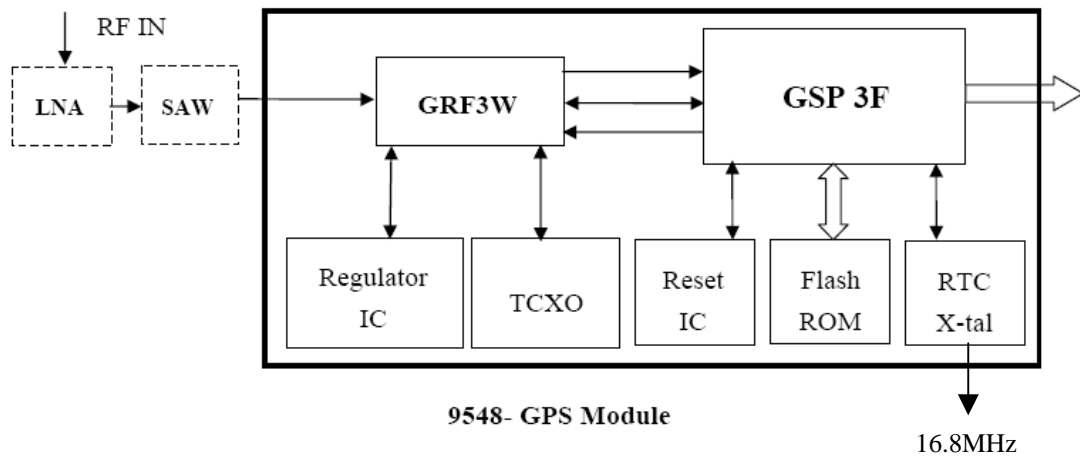 RF IN
LNA
SAW
GRF3W
GSP 3F
Regulator
IC
TCXO
Reset
IC
Flash
ROM
RTC
X-tal
9548- GPS Module
16.8MHz